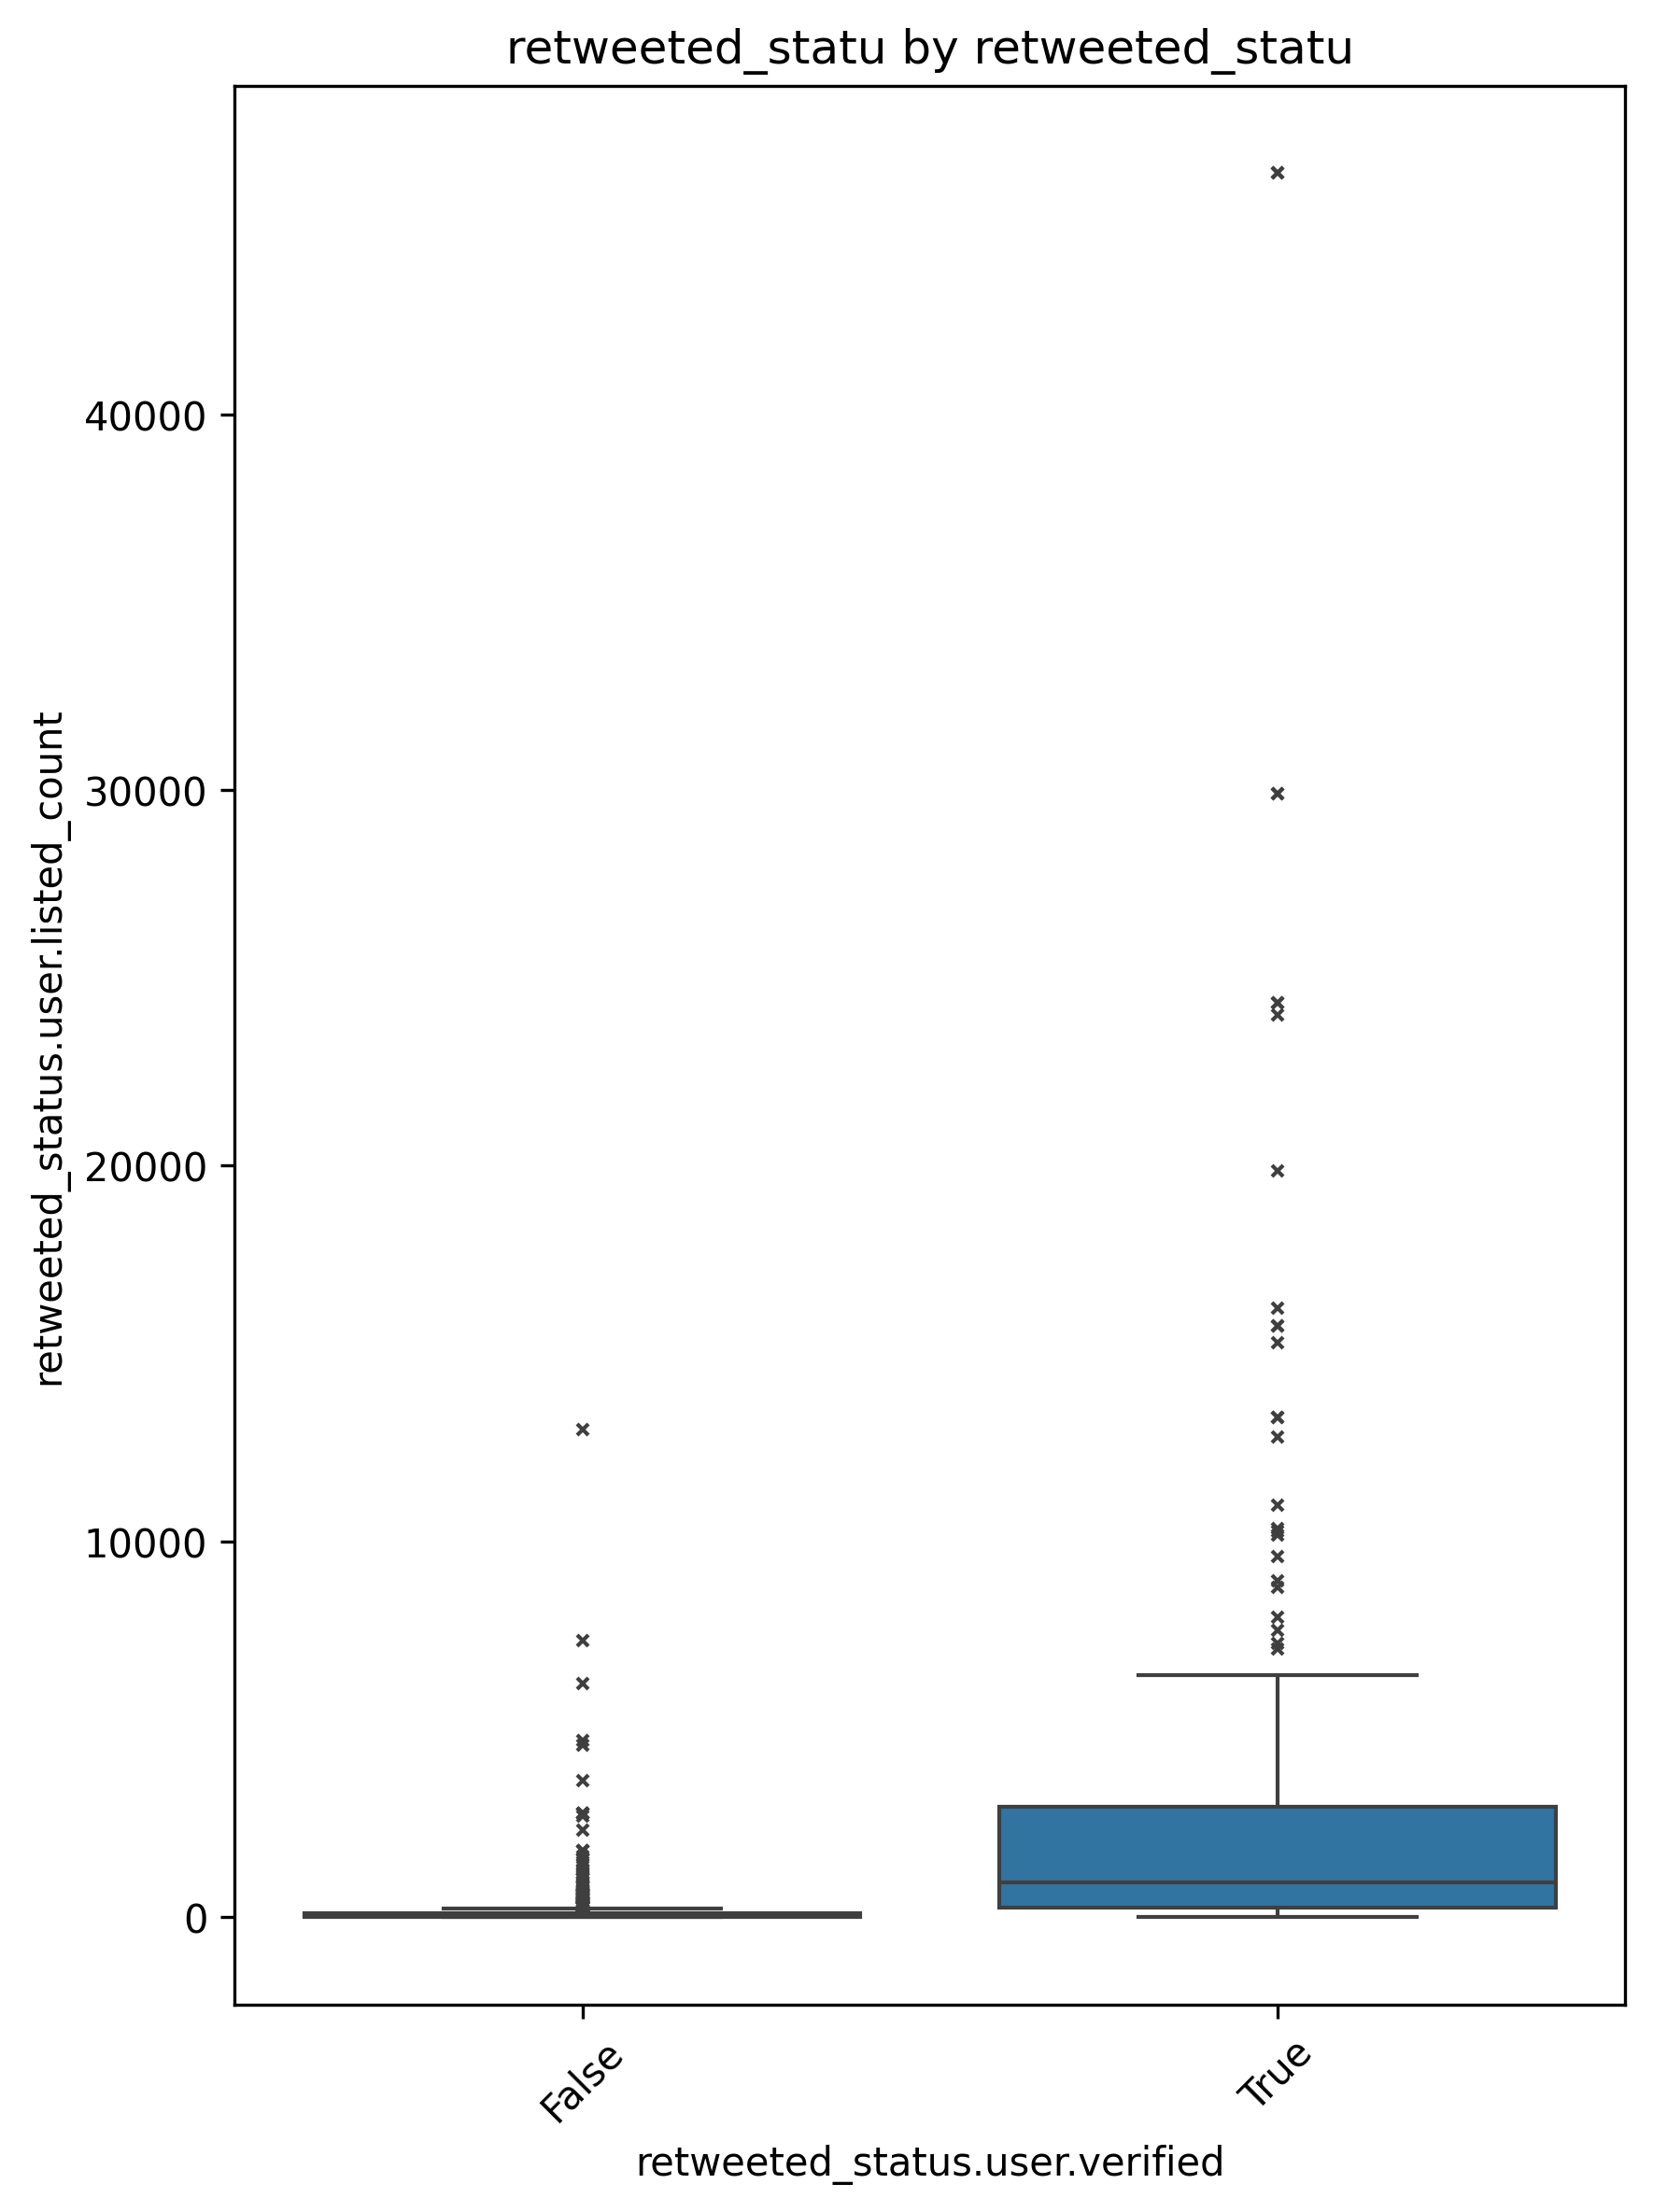 retweeted_statu by retweeted_statu
retweeted_status.user.listed_count
40000
30000
20000
10000
0
False
True
retweeted_status.user.verified